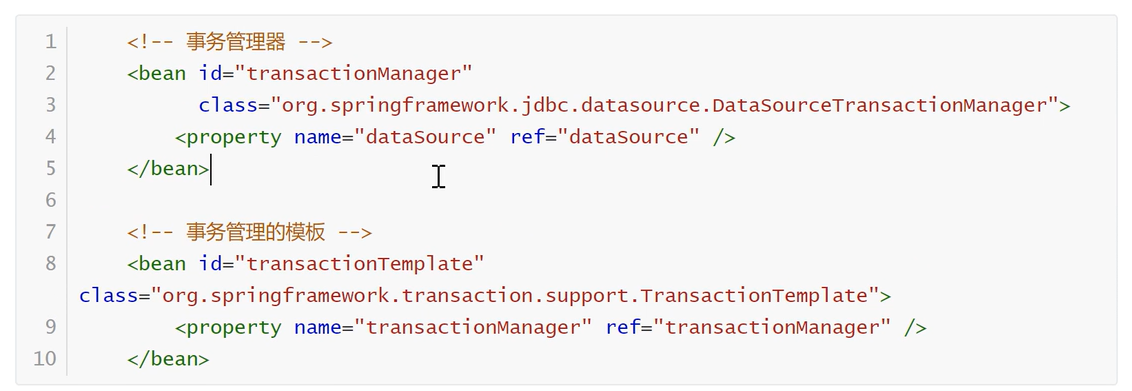 1 <!-- 事务管理器 -->
2 <bean id="transactionManager"
3 class="org.springframework.jdbc.datasource.DataSourceTransactionManager">
4 <property name="dataSource" ref="dataSource" />
5 </bean>
6
7 <!-- 事务管理的模板 -->
8 <bean id="transactionTemplate"
class="org.springframework.transaction.support.TransactionTemplate">
9 <property name="transactionManager" ref="transactionManager" />
10 </bean>